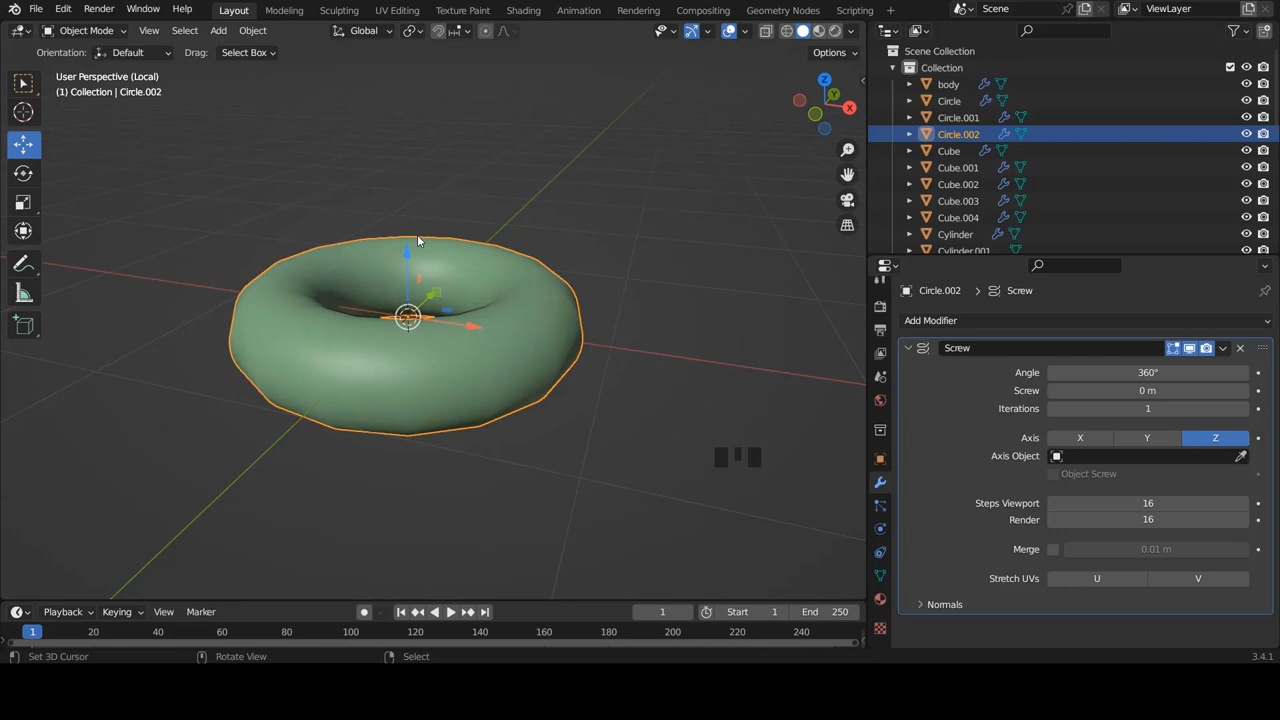 File Edit Render Window Help Layout Modeling Sculpting UV Editing Texture Paint Shading Animation Rendering Compositing Geometry Nodes Scripting Scene ViewLayer
Object Mode View Select Add Object Global
Orientation: Default Drag: Select Box Options
Scene Collection
Collection
User Perspective (Local)
(1) Collection | Circle.002
Z
Y
X
body
Circle
Circle.001
Circle.002
Cube
Cube.001
Cube.002
Cube.003
Cube.004
Cylinder
Cylinder.001
Circle.002 > Screw
Add Modifier
Screw
Angle 360°
Screw 0 m
Iterations 1
Axis X Y Z
Axis Object
Object Screw
Steps Viewport 16
Render 16
Merge 0.01 m
Stretch UVs U V
Normals
Playback Keying View Marker 1 Start 1 End 250
1 20 40 60 80 100 120 140 160 180 200 220 240
Set 3D Cursor Rotate View Select 3.4.1